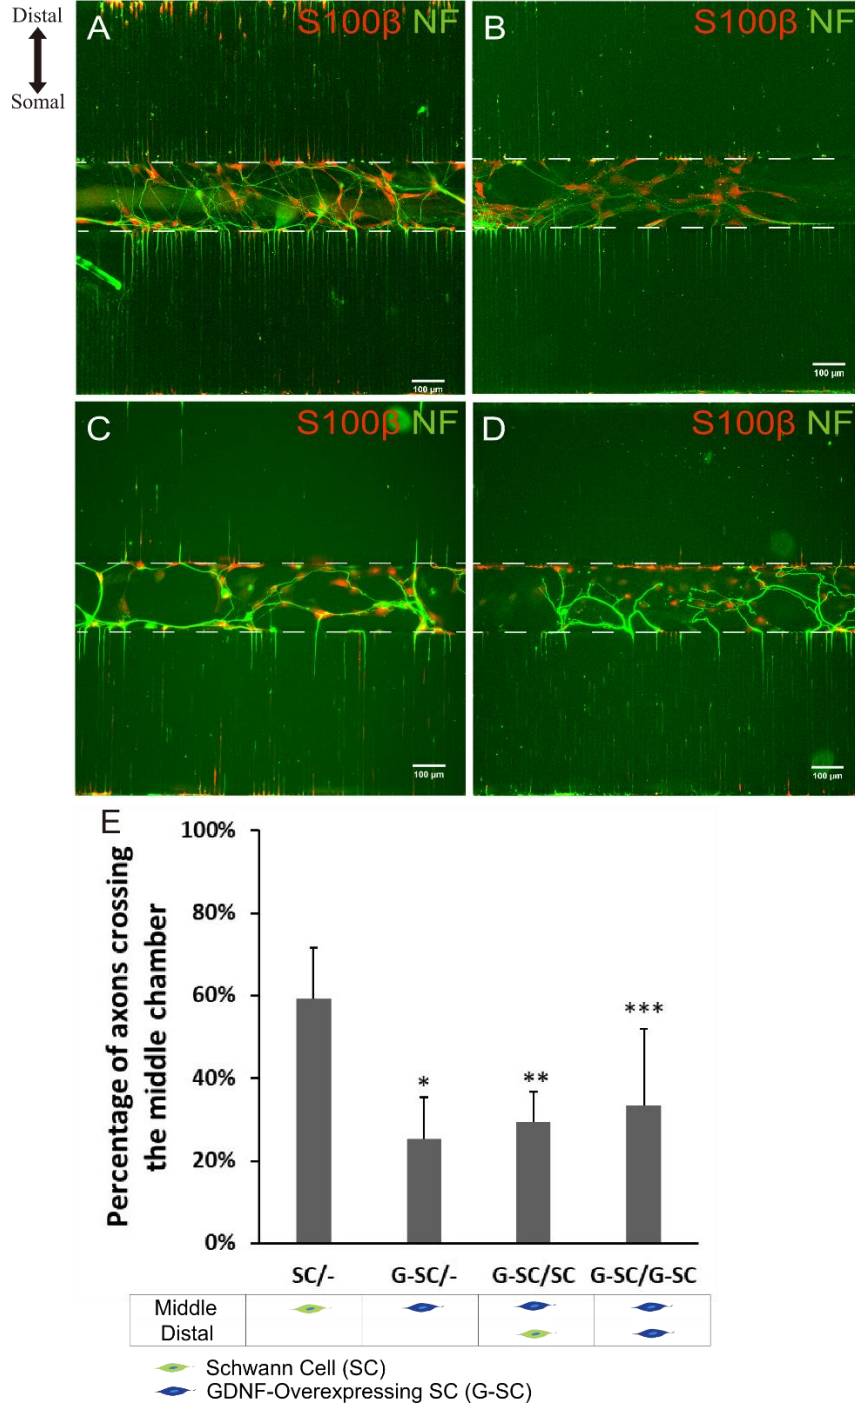 Distal
Somal
A
S100β NF
100 μm
B
S100β NF
100 μm
C
S100β NF
100 μm
D
S100β NF
100 μm
E
Percentage of axons crossing
the middle chamber
100%
80%
60%
40%
20%
0%
*
**
***
SC/-
G-SC/-
G-SC/SC
G-SC/G-SC
Middle
Distal
Schwann Cell (SC)
GDNF-Overexpressing SC (G-SC)